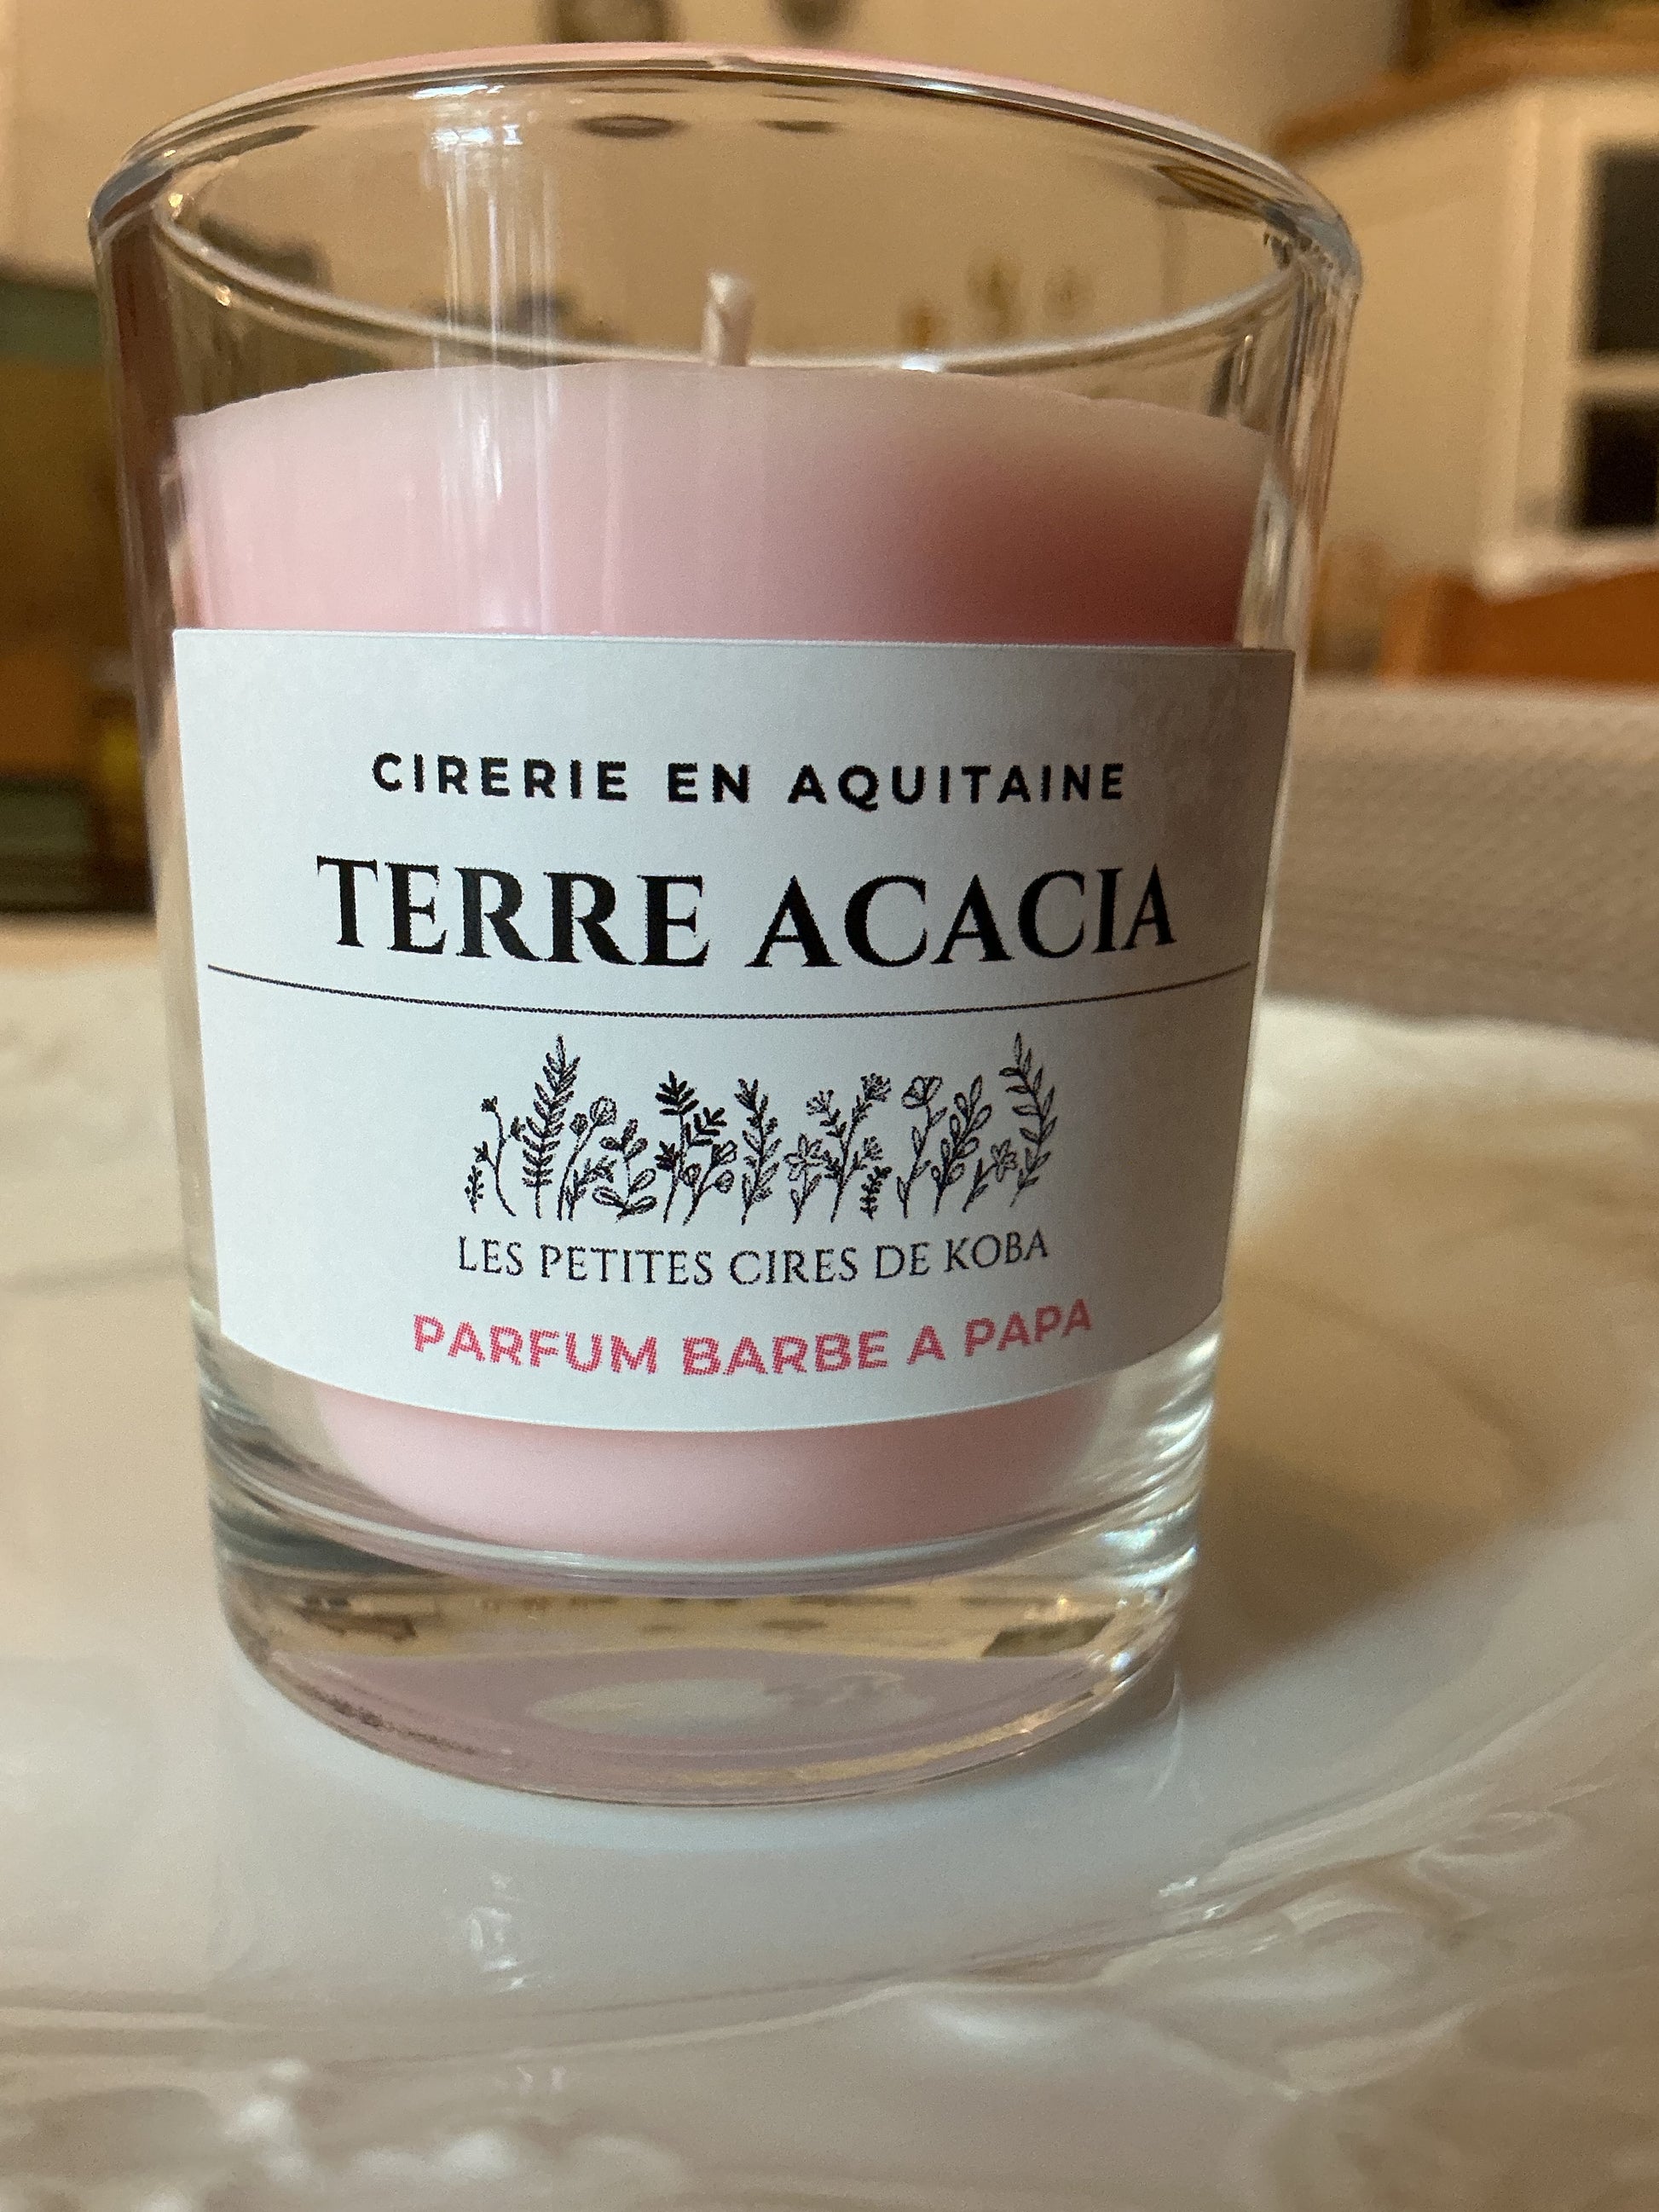 CIRERIE EN AQUITAINE
TERRE ACACIA
LES PETITES CIRES DE KOBA
PARFUM BARBE A PAPA